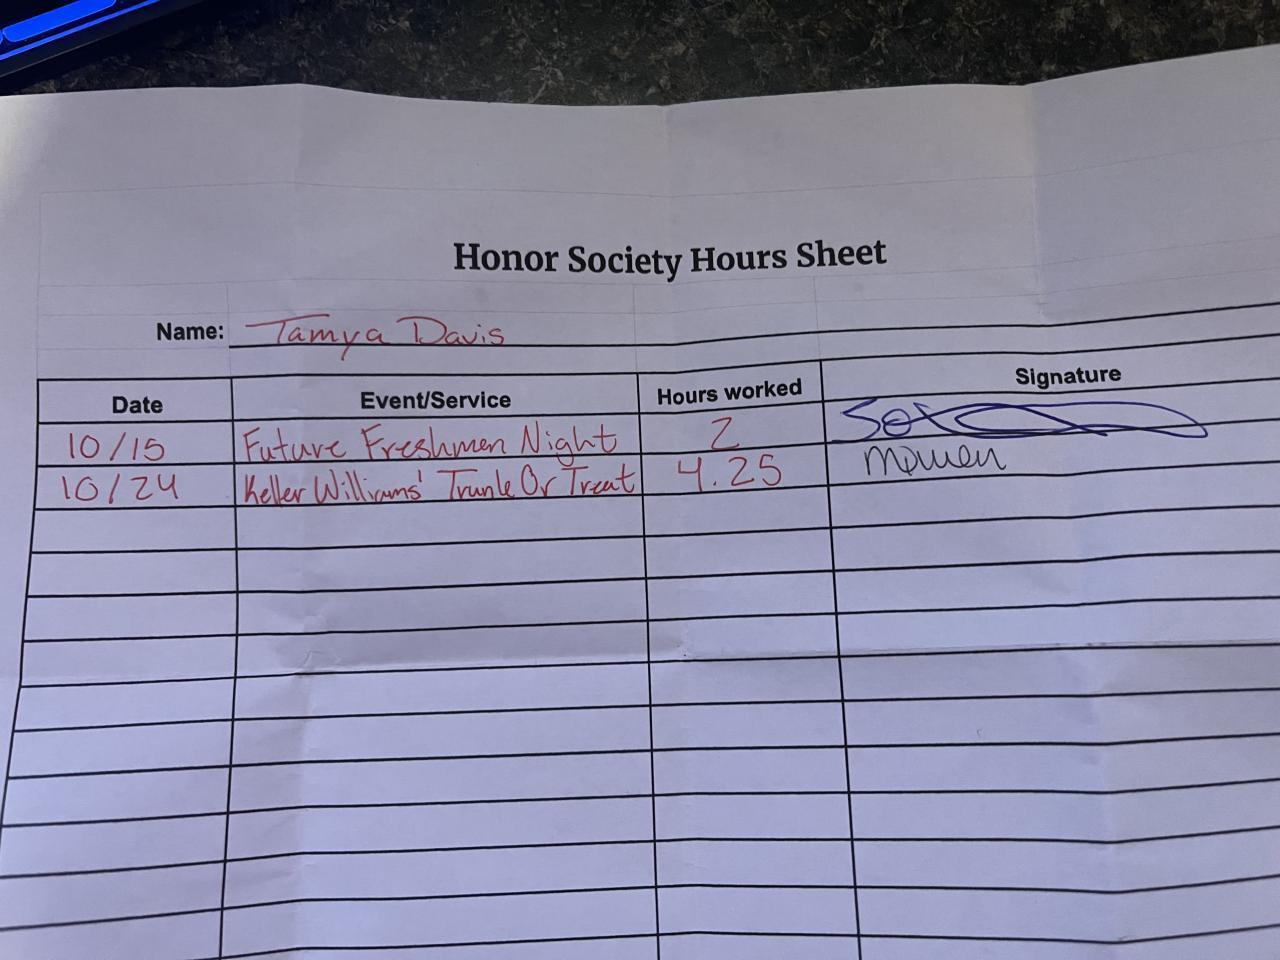 Honor Society Hours Sheet
Name: Tamya Davis
Date Event/Service Hours worked Signature
10/15 Future Freshmen Night 2
10/24 Keller Williams' Trunk Or Treat 4.25